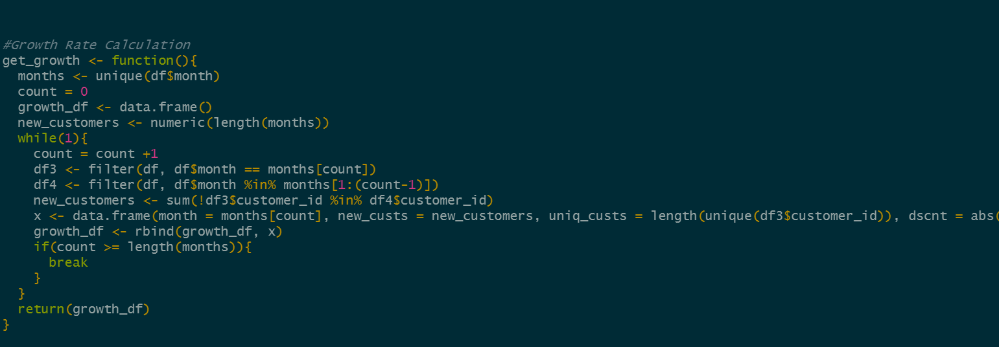 #Growth Rate Calculation
get_growth <- function(){
  months <- unique(df$month)
  count = 0
  growth_df <- data.frame()
  new_customers <- numeric(length(months))
  while(1){
    count = count +1
    df3 <- filter(df, df$month == months[count])
    df4 <- filter(df, df$month %in% months[1:(count-1)])
    new_customers <- sum(!df3$customer_id %in% df4$customer_id)
    x <- data.frame(month = months[count], new_custs = new_customers, uniq_custs = length(unique(df3$customer_id)), dscnt = abs(
    growth_df <- rbind(growth_df, x)
    if(count >= length(months)){
      break
    }
  }
  return(growth_df)
}